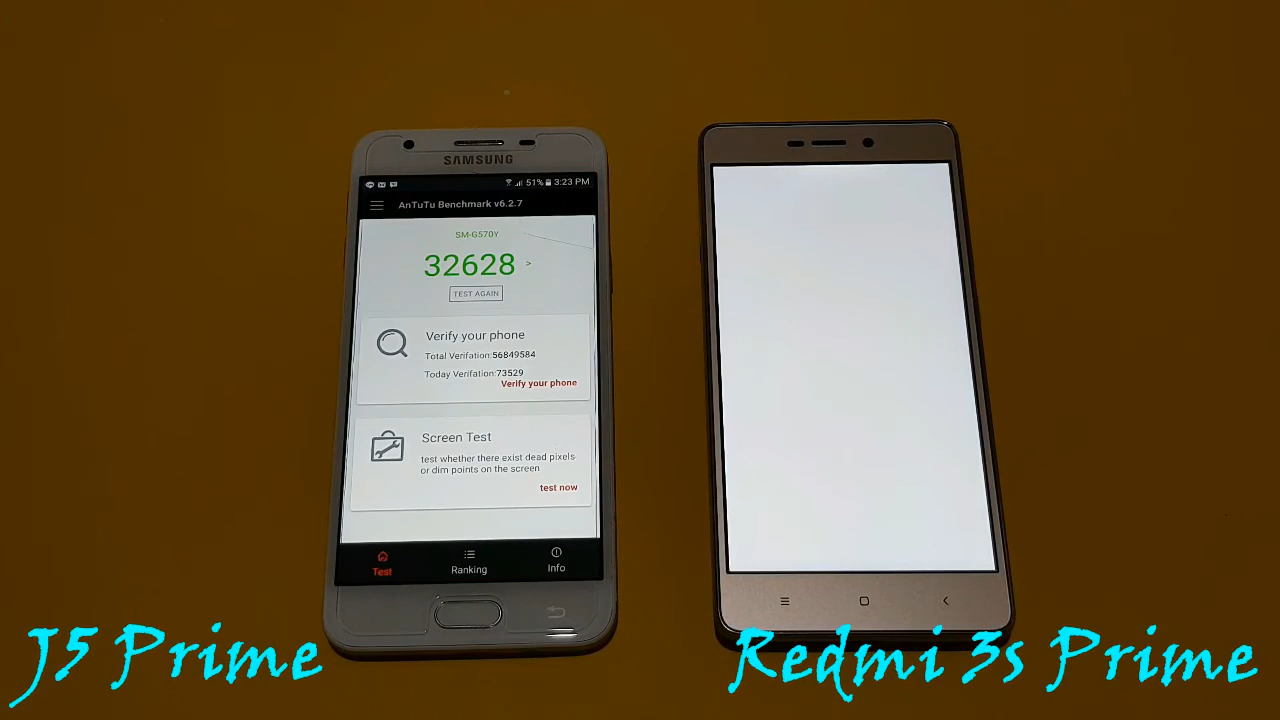 SAMSUNG
51% 3:23 PM
AnTuTu Benchmark v6.2.7
SM-G570Y
32628 >
TEST AGAIN
Verify your phone
Total Verifation:56849584
Today Verifation:73529
Verify your phone
Screen Test
test whether there exist dead pixels
or dim points on the screen
test now
Test Ranking Info
J5 Prime
Redmi 3s Prime